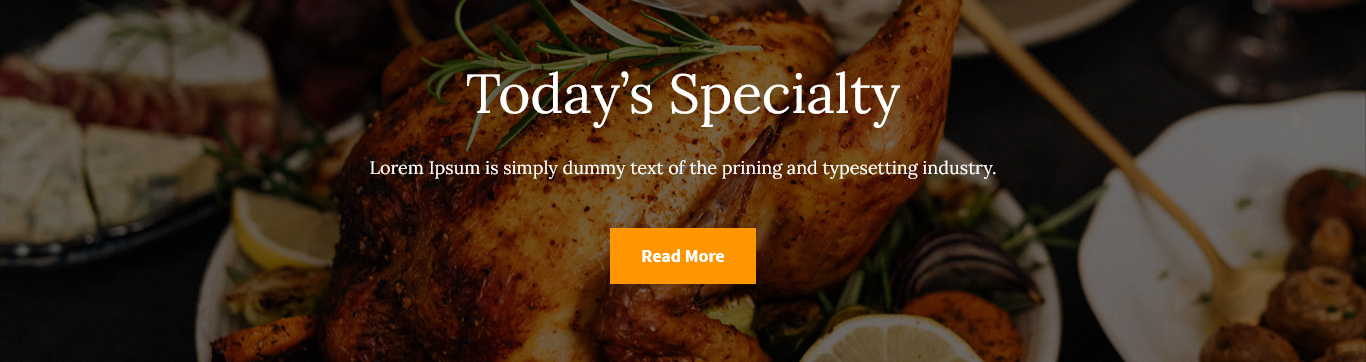 Today’s Specialty
Lorem Ipsum is simply dummy text of the prining and typesetting industry.
Read More